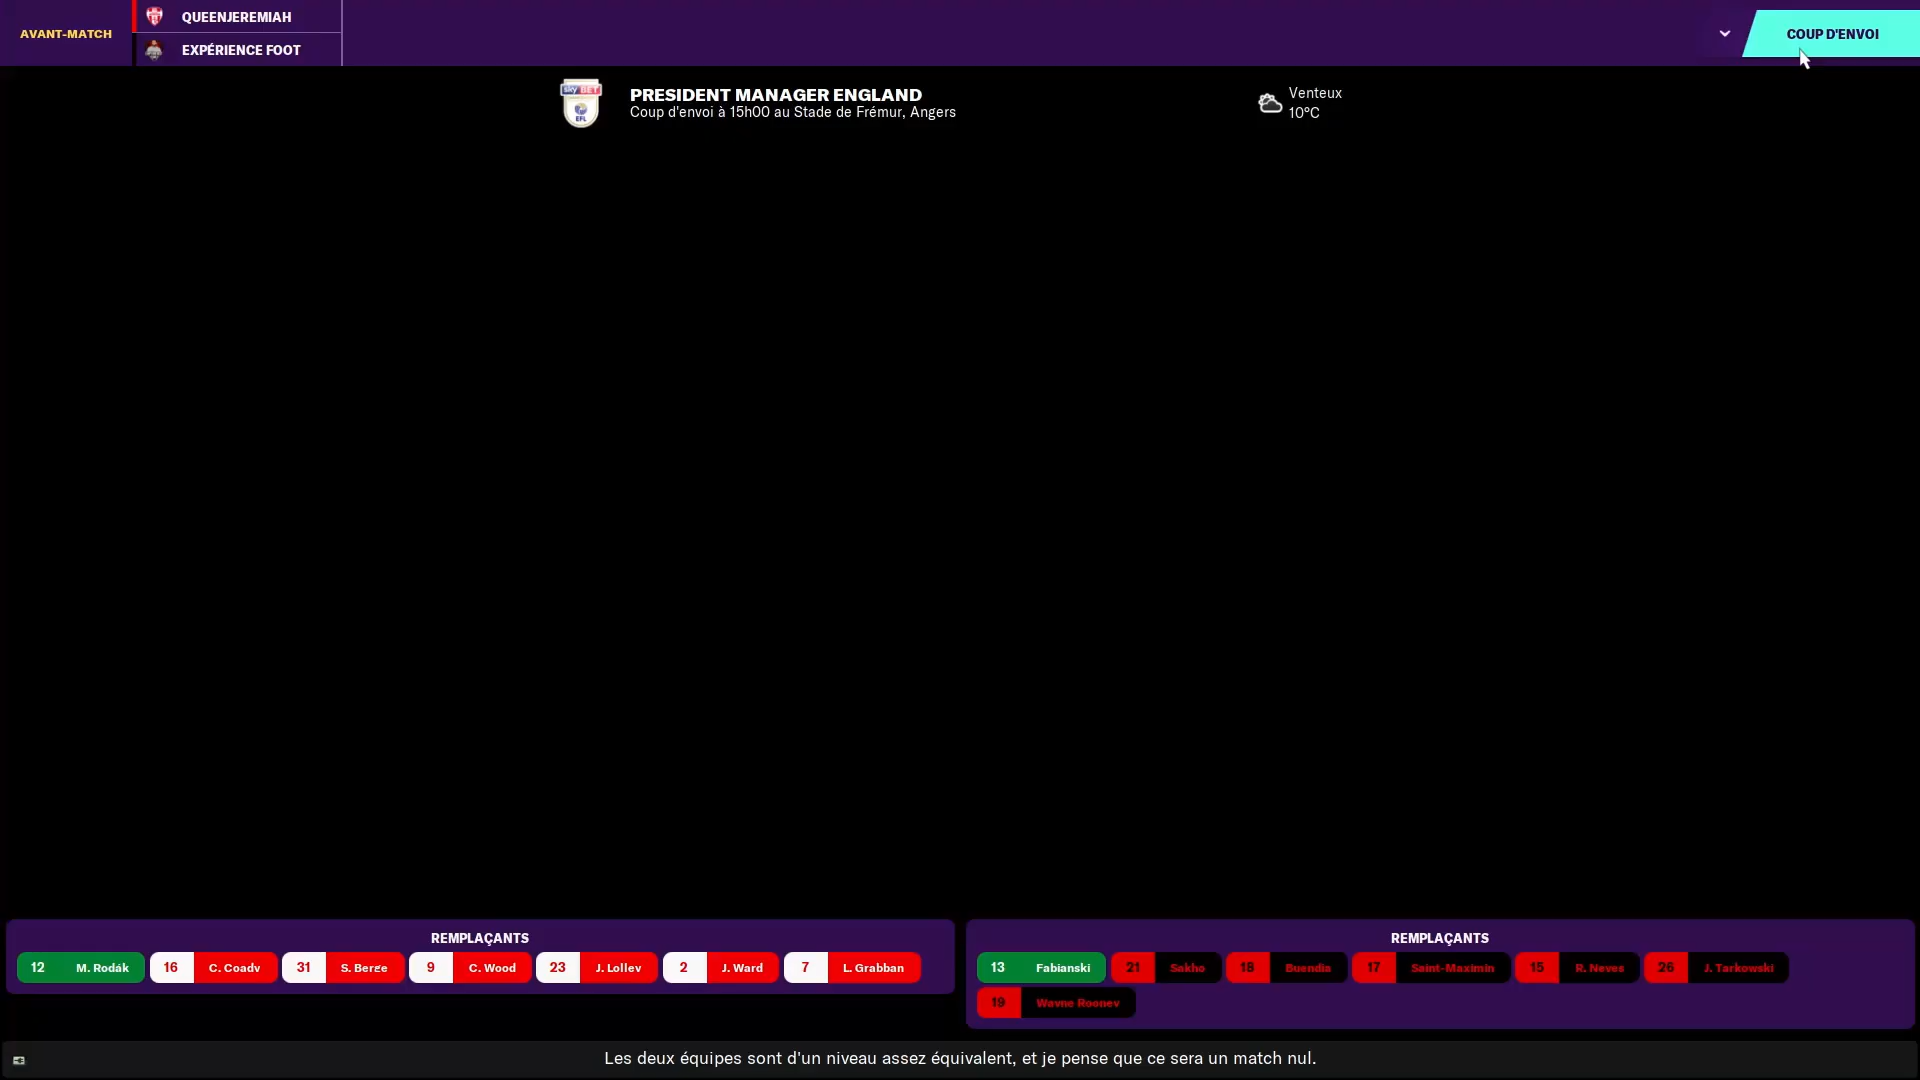 AVANT-MATCH
QUEENJEREMIAH
EXPÉRIENCE FOOT
COUP D'ENVOI
sky BET
EFL
PRESIDENT MANAGER ENGLAND
Coup d'envoi à 15h00 au Stade de Frémur, Angers
Venteux
10°C
REMPLAÇANTS
12 M. Rodák 16 C. Coady 31 S. Berge 9 C. Wood 23 J. Lolley 2 J. Ward 7 L. Grabban
REMPLAÇANTS
13 Fabianski 21 Sakho 18 Buendia 17 Saint-Maximin 15 R. Neves 26 J. Tarkowski
19 Wayne Rooney
Les deux équipes sont d'un niveau assez équivalent, et je pense que ce sera un match nul.